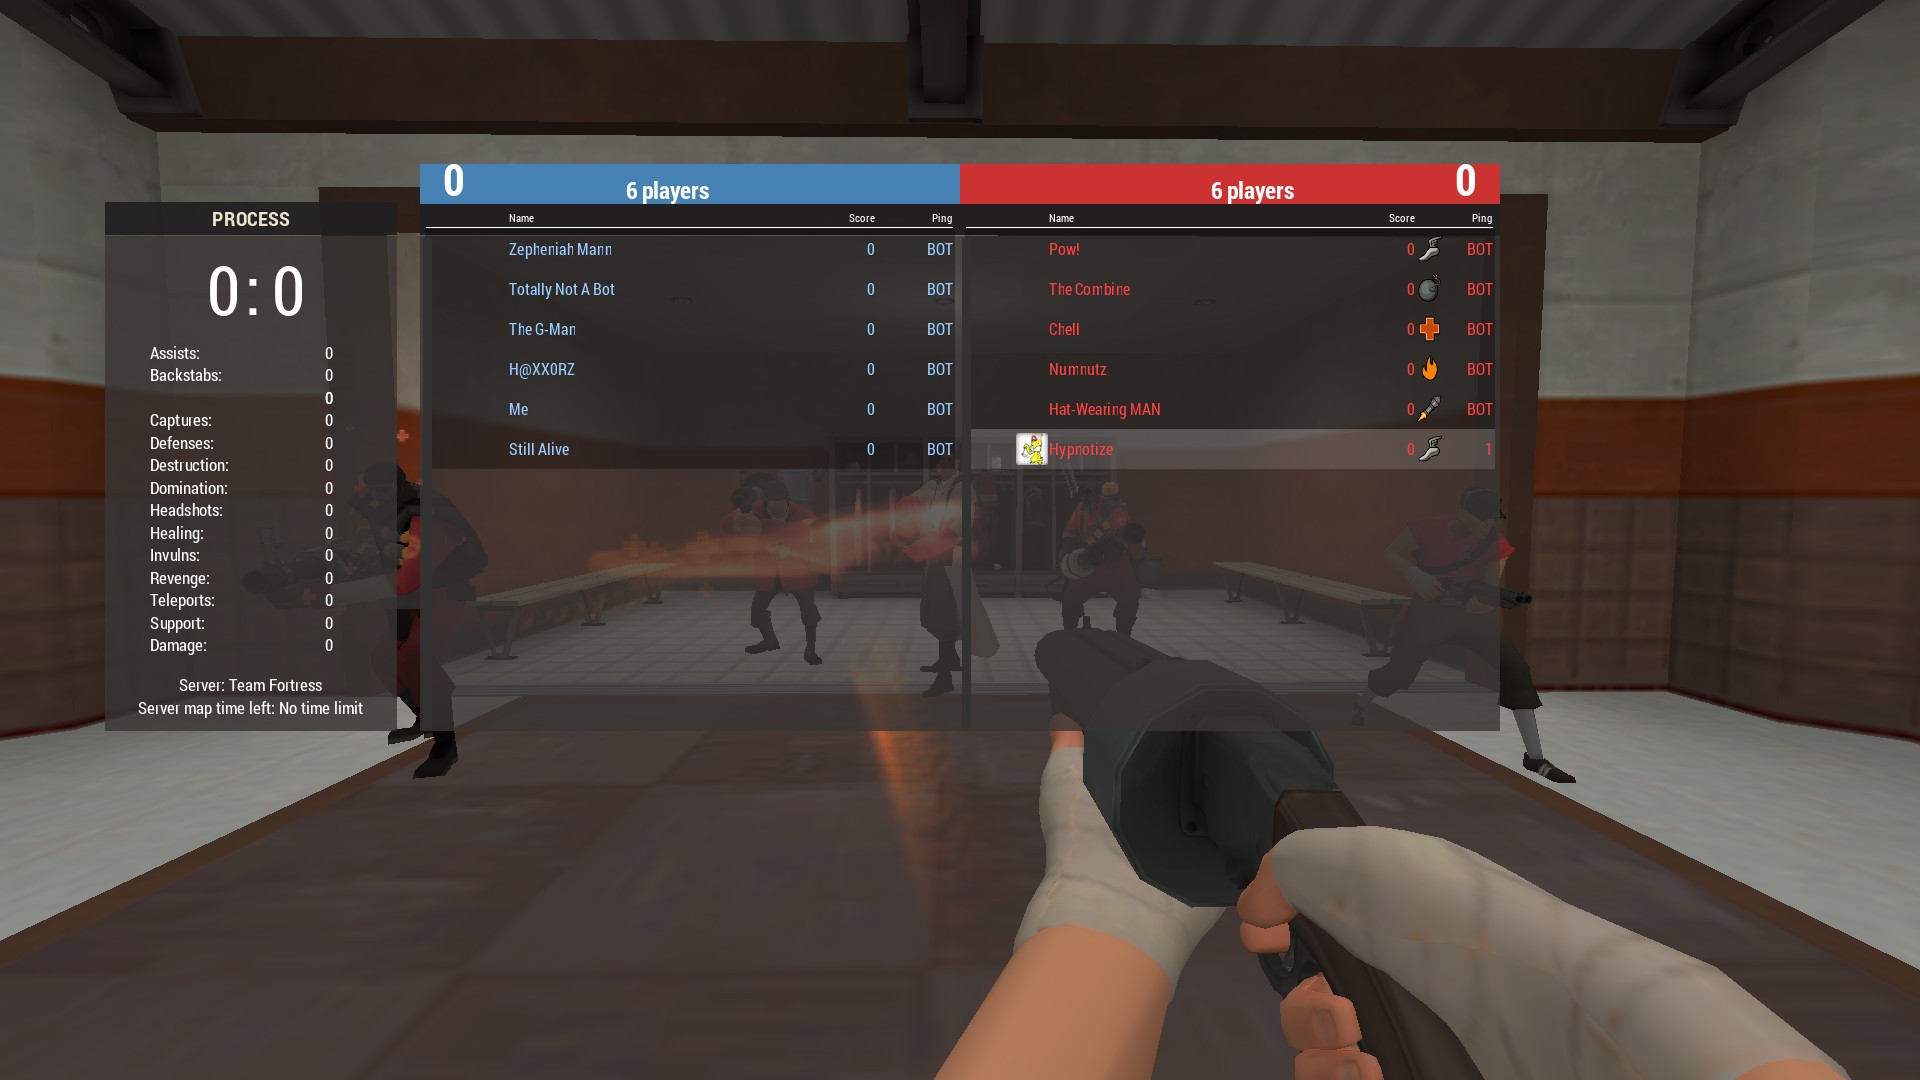 0 6 players 6 players 0
PROCESS
0:0
Assists: 0
Backstabs: 0
0
Captures: 0
Defenses: 0
Destruction: 0
Domination: 0
Headshots: 0
Healing: 0
Invulns: 0
Revenge: 0
Teleports: 0
Support: 0
Damage: 0
Server: Team Fortress
Server map time left: No time limit
Name Score Ping
Zepheniah Mann 0 BOT
Totally Not A Bot 0 BOT
The G-Man 0 BOT
H@XX0RZ 0 BOT
Me 0 BOT
Still Alive 0 BOT
Name Score Ping
Pow! 0 BOT
The Combine 0 BOT
Chell 0 BOT
Numnutz 0 BOT
Hat-Wearing MAN 0 BOT
Hypnotize 0 1